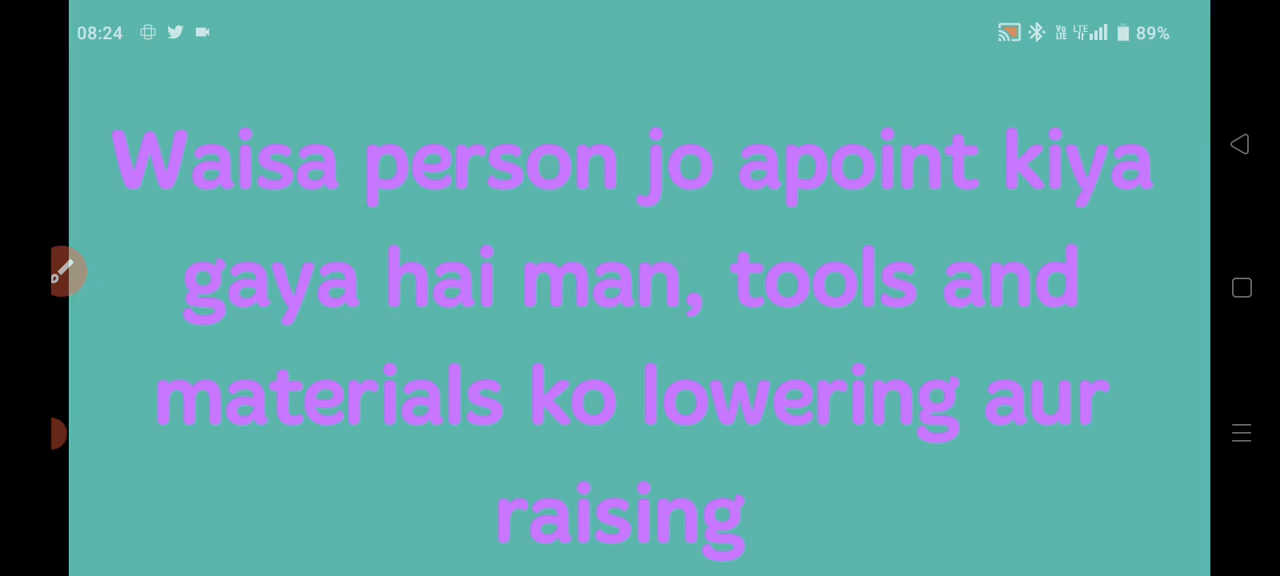 08:24 89%
Waisa person jo apoint kiya
gaya hai man, tools and
materials ko lowering aur
raising